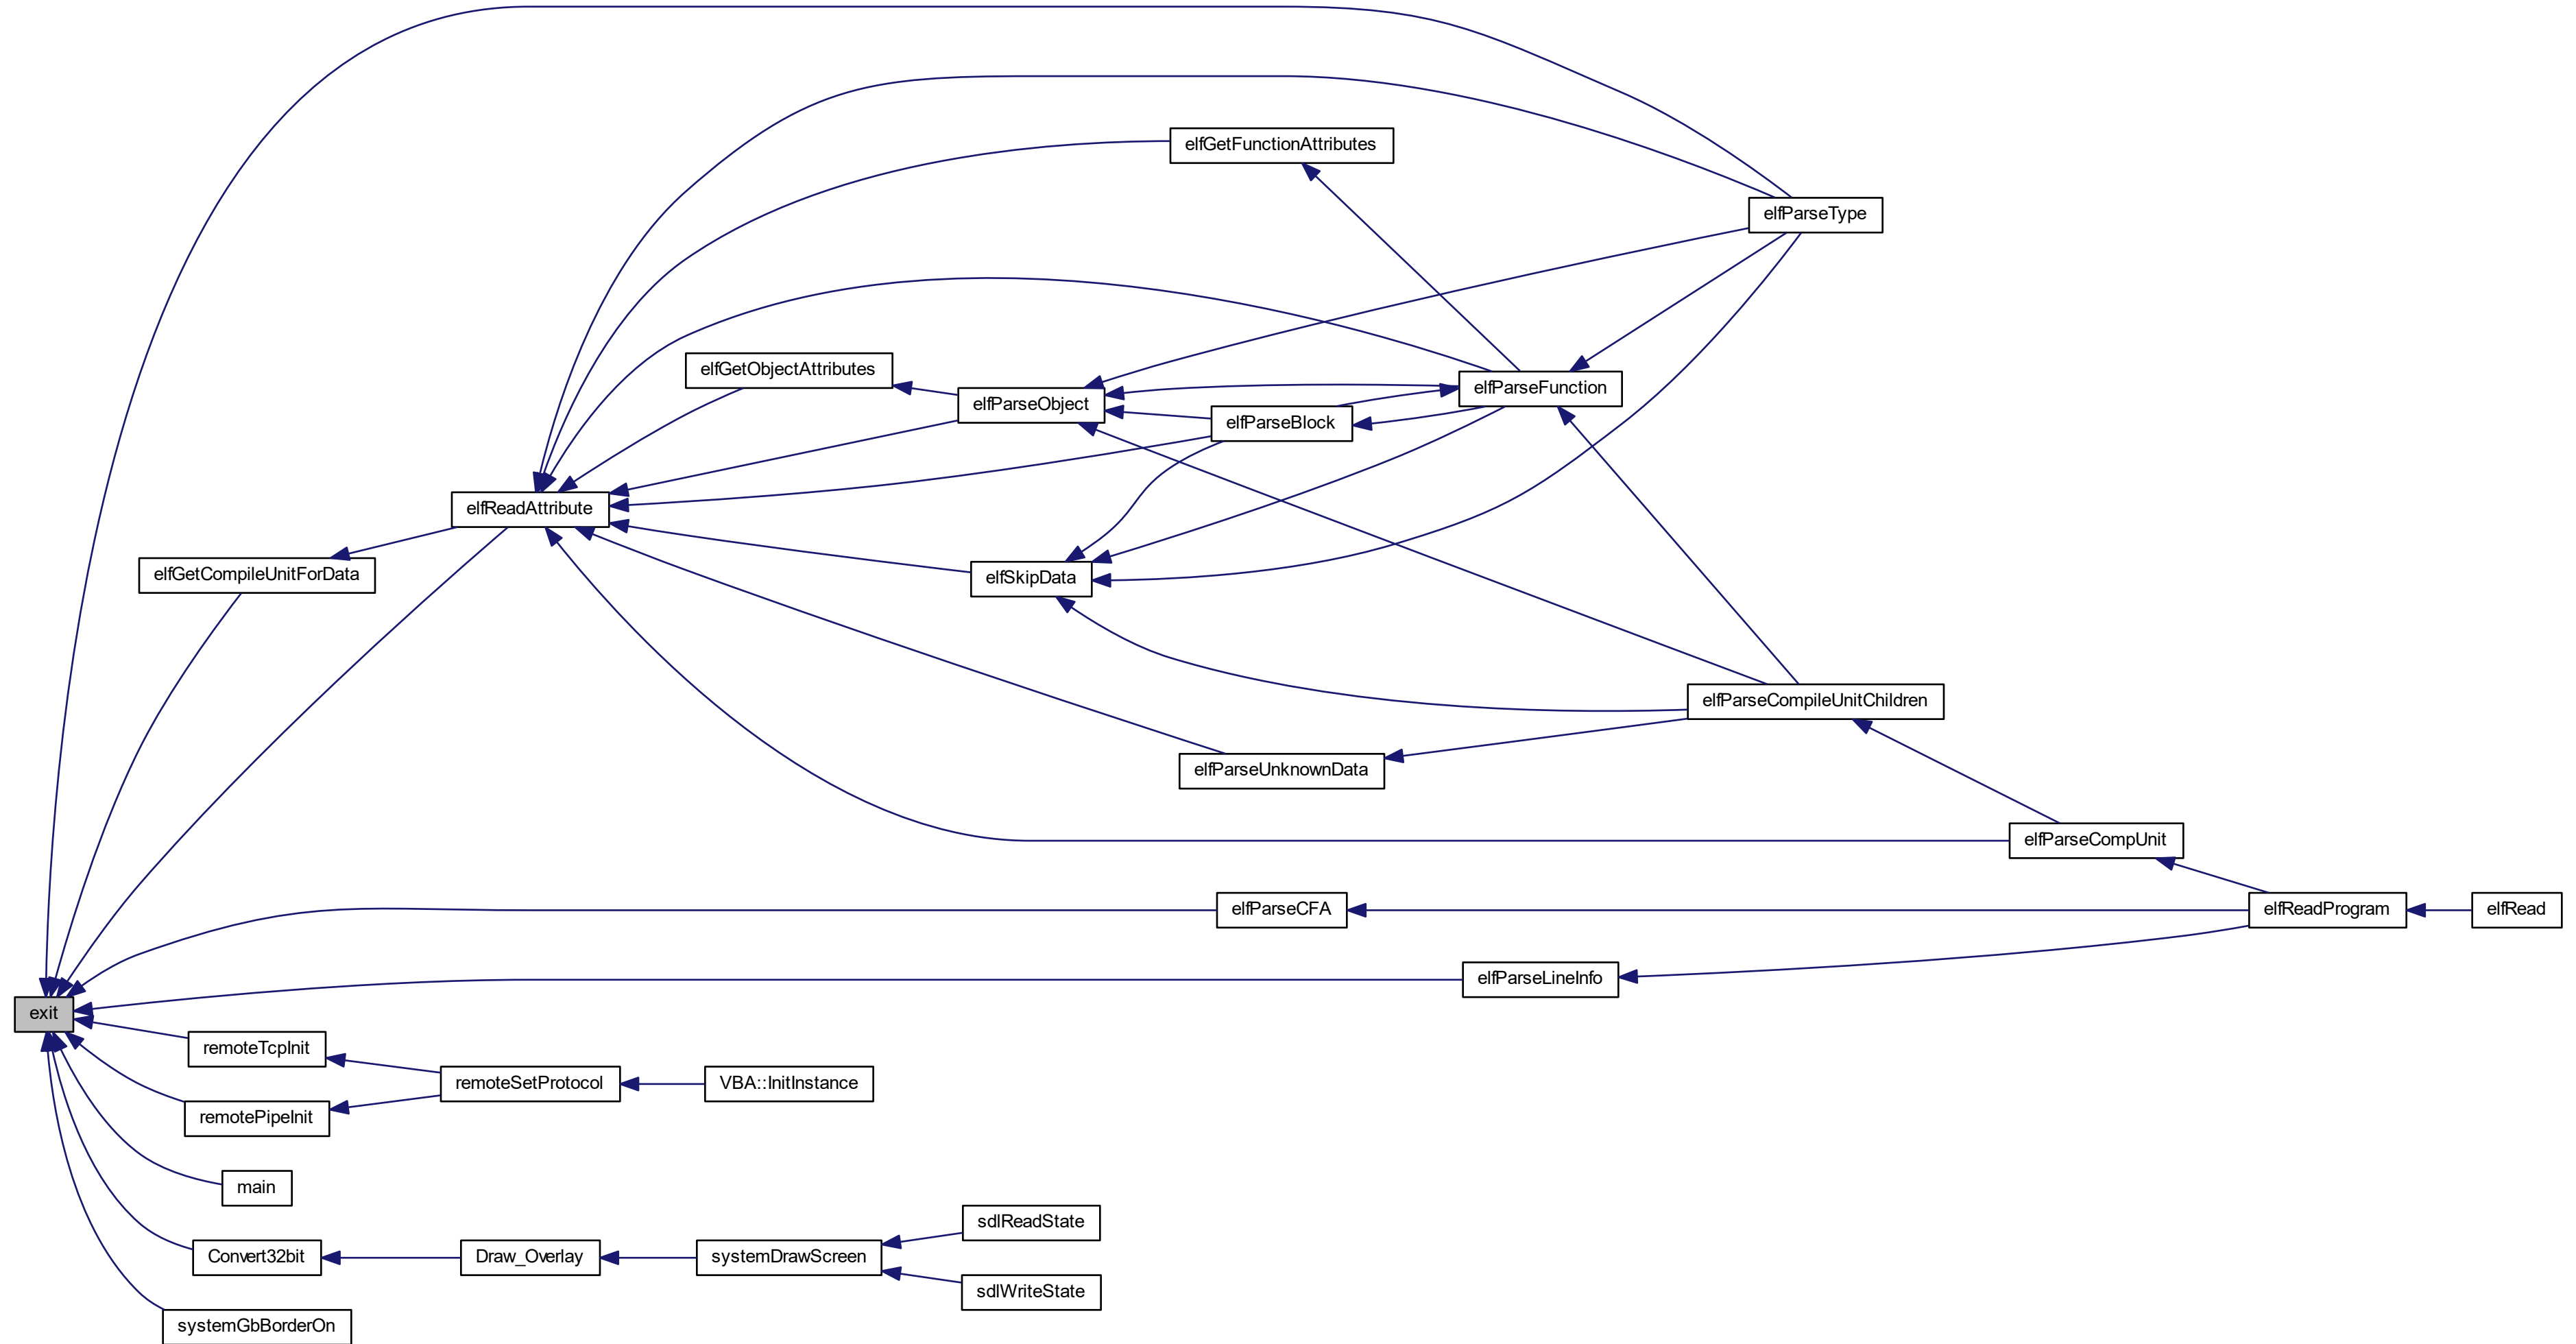 elfGetFunctionAttributes
elfParseType
elfGetObjectAttributes
elfParseFunction
elfParseObject
elfParseBlock
elfReadAttribute
elfGetCompileUnitForData
elfSkipData
elfParseCompileUnitChildren
elfParseUnknownData
elfParseCompUnit
elfParseCFA
elfReadProgram
elfRead
elfParseLineInfo
exit
remoteTcpInit
remoteSetProtocol
VBA::InitInstance
remotePipeInit
main
sdlReadState
Convert32bit
Draw_Overlay
systemDrawScreen
sdlWriteState
systemGbBorderOn